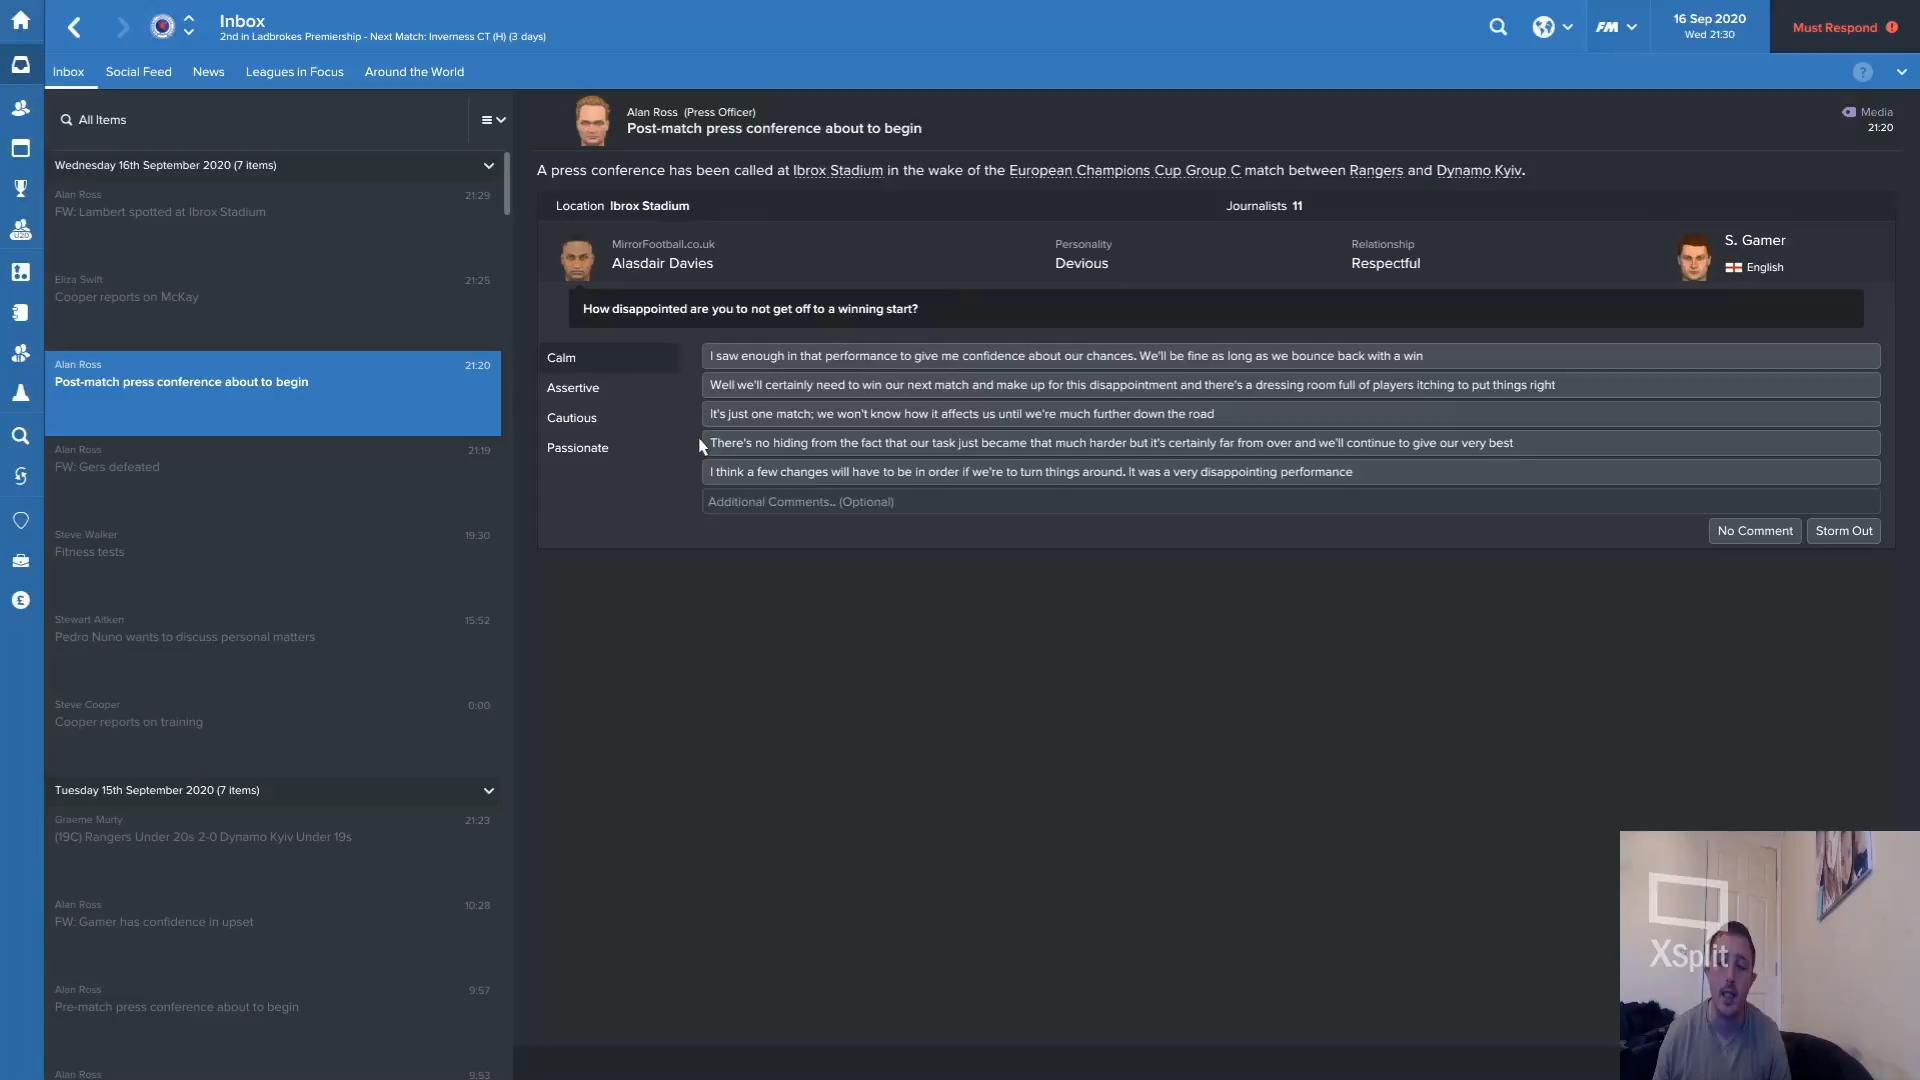 Inbox
2nd in Ladbrokes Premiership - Next Match: Inverness CT (H) (3 days)
FM
16 Sep 2020
Wed 21:30
Must Respond
Inbox
Social Feed
News
Leagues in Focus
Around the World
?
All Items
Wednesday 16th September 2020 (7 items)
Alan Ross
21:29
FW: Lambert spotted at Ibrox Stadium
Eliza Swift
21:25
Cooper reports on McKay
Alan Ross
21:20
Post-match press conference about to begin
Alan Ross
21:19
FW: Gers defeated
Steve Walker
19:30
Fitness tests
Stewart Aitken
15:52
Pedro Nuno wants to discuss personal matters
Steve Cooper
0:00
Cooper reports on training
Tuesday 15th September 2020 (7 items)
Graeme Murty
21:23
(19C) Rangers Under 20s 2-0 Dynamo Kyiv Under 19s
Alan Ross
10:28
FW: Gamer has confidence in upset
Alan Ross
9:57
Pre-match press conference about to begin
Alan Ross
9:53
Alan Ross (Press Officer)
Post-match press conference about to begin
Media
21:20
A press conference has been called at Ibrox Stadium in the wake of the European Champions Cup Group C match between Rangers and Dynamo Kyiv.
Location Ibrox Stadium
Journalists 11
MirrorFootball.co.uk
Alasdair Davies
Personality
Devious
Relationship
Respectful
S. Gamer
English
How disappointed are you to not get off to a winning start?
Calm
Assertive
Cautious
Passionate
I saw enough in that performance to give me confidence about our chances. We'll be fine as long as we bounce back with a win
Well we'll certainly need to win our next match and make up for this disappointment and there's a dressing room full of players itching to put things right
It's just one match; we won't know how it affects us until we're much further down the road
There's no hiding from the fact that our task just became that much harder but it's certainly far from over and we'll continue to give our very best
I think a few changes will have to be in order if we're to turn things around. It was a very disappointing performance
Additional Comments.. (Optional)
No Comment
Storm Out
XSplit